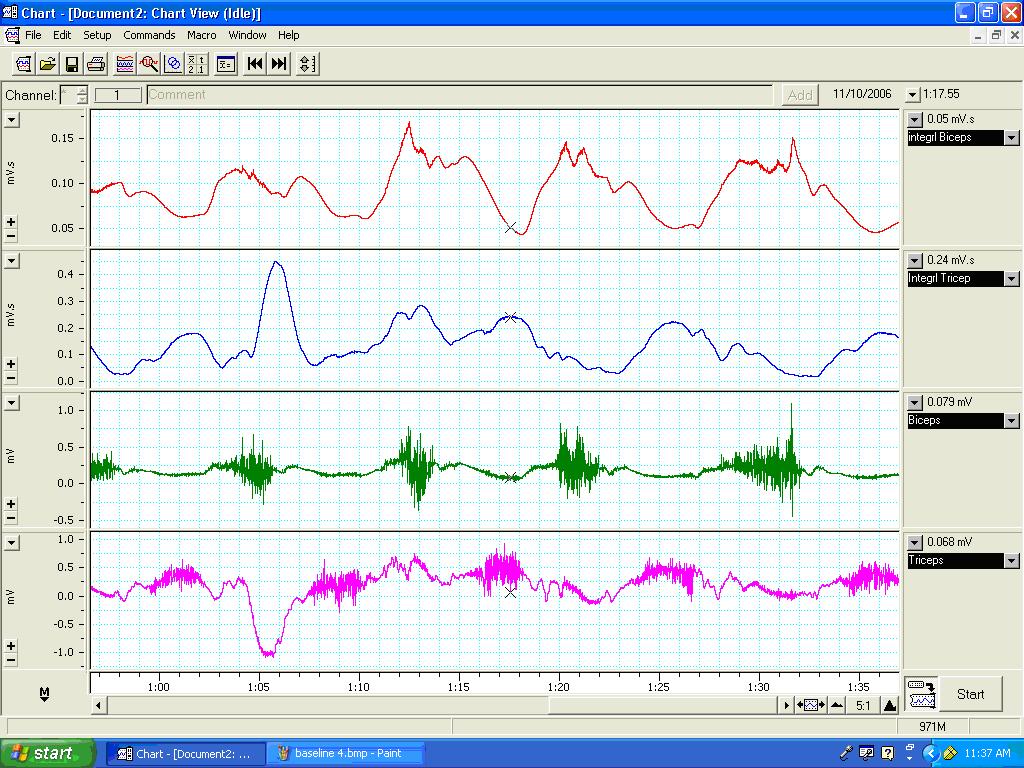 Chart - [Document2: Chart View (Idle)]
File Edit Setup Commands Macro Window Help
Channel: 1 Comment Add 11/10/2006 1:17.55
0.15
0.10
0.05
mV.s
0.05 mV.s
integrl Biceps
0.4
0.3
0.2
0.1
0.0
mV.s
0.24 mV.s
Integrl Tricep
1.0
0.5
0.0
-0.5
mV
0.079 mV
Biceps
1.0
0.5
0.0
-0.5
-1.0
mV
0.068 mV
Triceps
M
1:00 1:05 1:10 1:15 1:20 1:25 1:30 1:35
5:1
Start
971M
start Chart - [Document2: ... baseline 4.bmp - Paint 11:37 AM